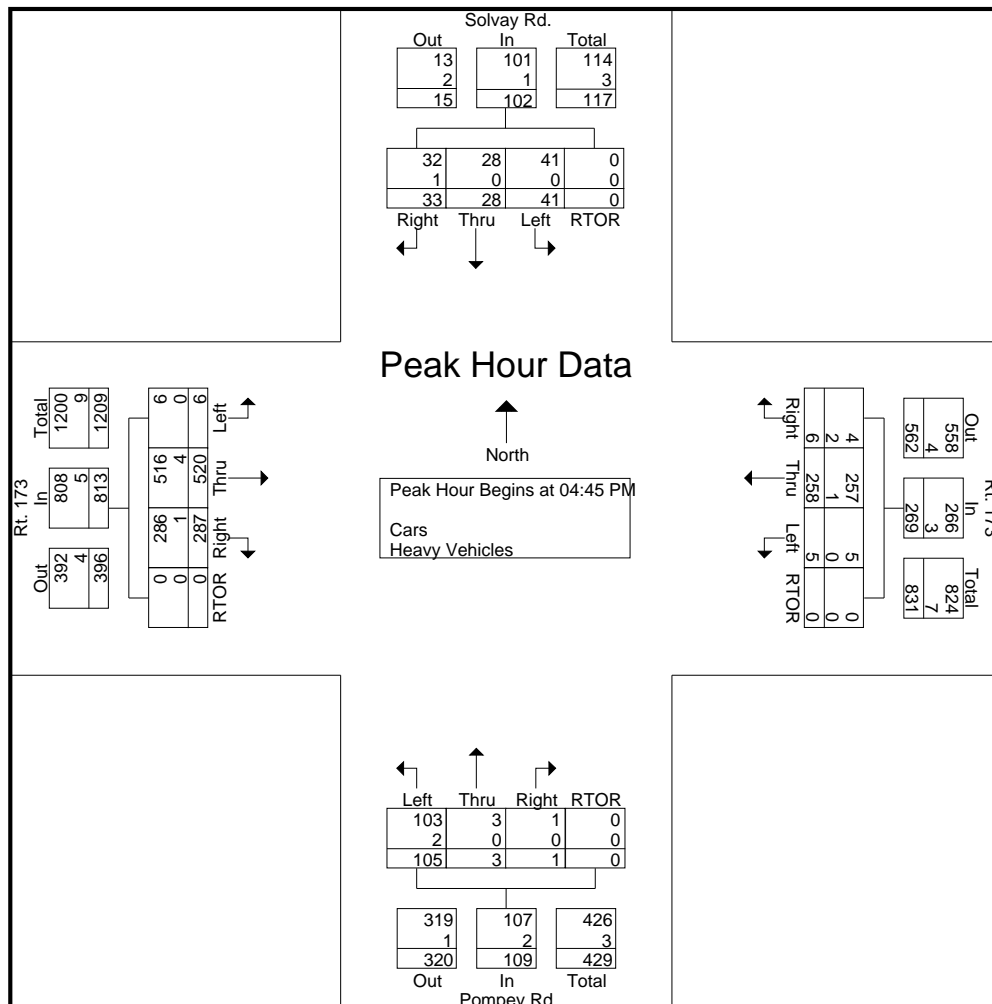 Solvay Rd.
Out In Total
13 101 114
2 1 3
15 102 117
32 28 41 0
1 0 0 0
33 28 41 0
Right Thru Left RTOR
Peak Hour Data
North
Peak Hour Begins at 04:45 PM
Cars
Heavy Vehicles
Rt. 173
Out In Total
392 808 1200
4 5 9
396 813 1209
0 286 516 6
0 1 4 0
0 287 520 6
RTOR Right Thru Left
Rt. 173
Out In Total
558 266 824
4 3 7
562 269 831
4 257 5 0
2 1 0 0
6 258 5 0
Right Thru Left RTOR
Left Thru Right RTOR
103 3 1 0
2 0 0 0
105 3 1 0
319 107 426
1 2 3
320 109 429
Out In Total
Pompey Rd.